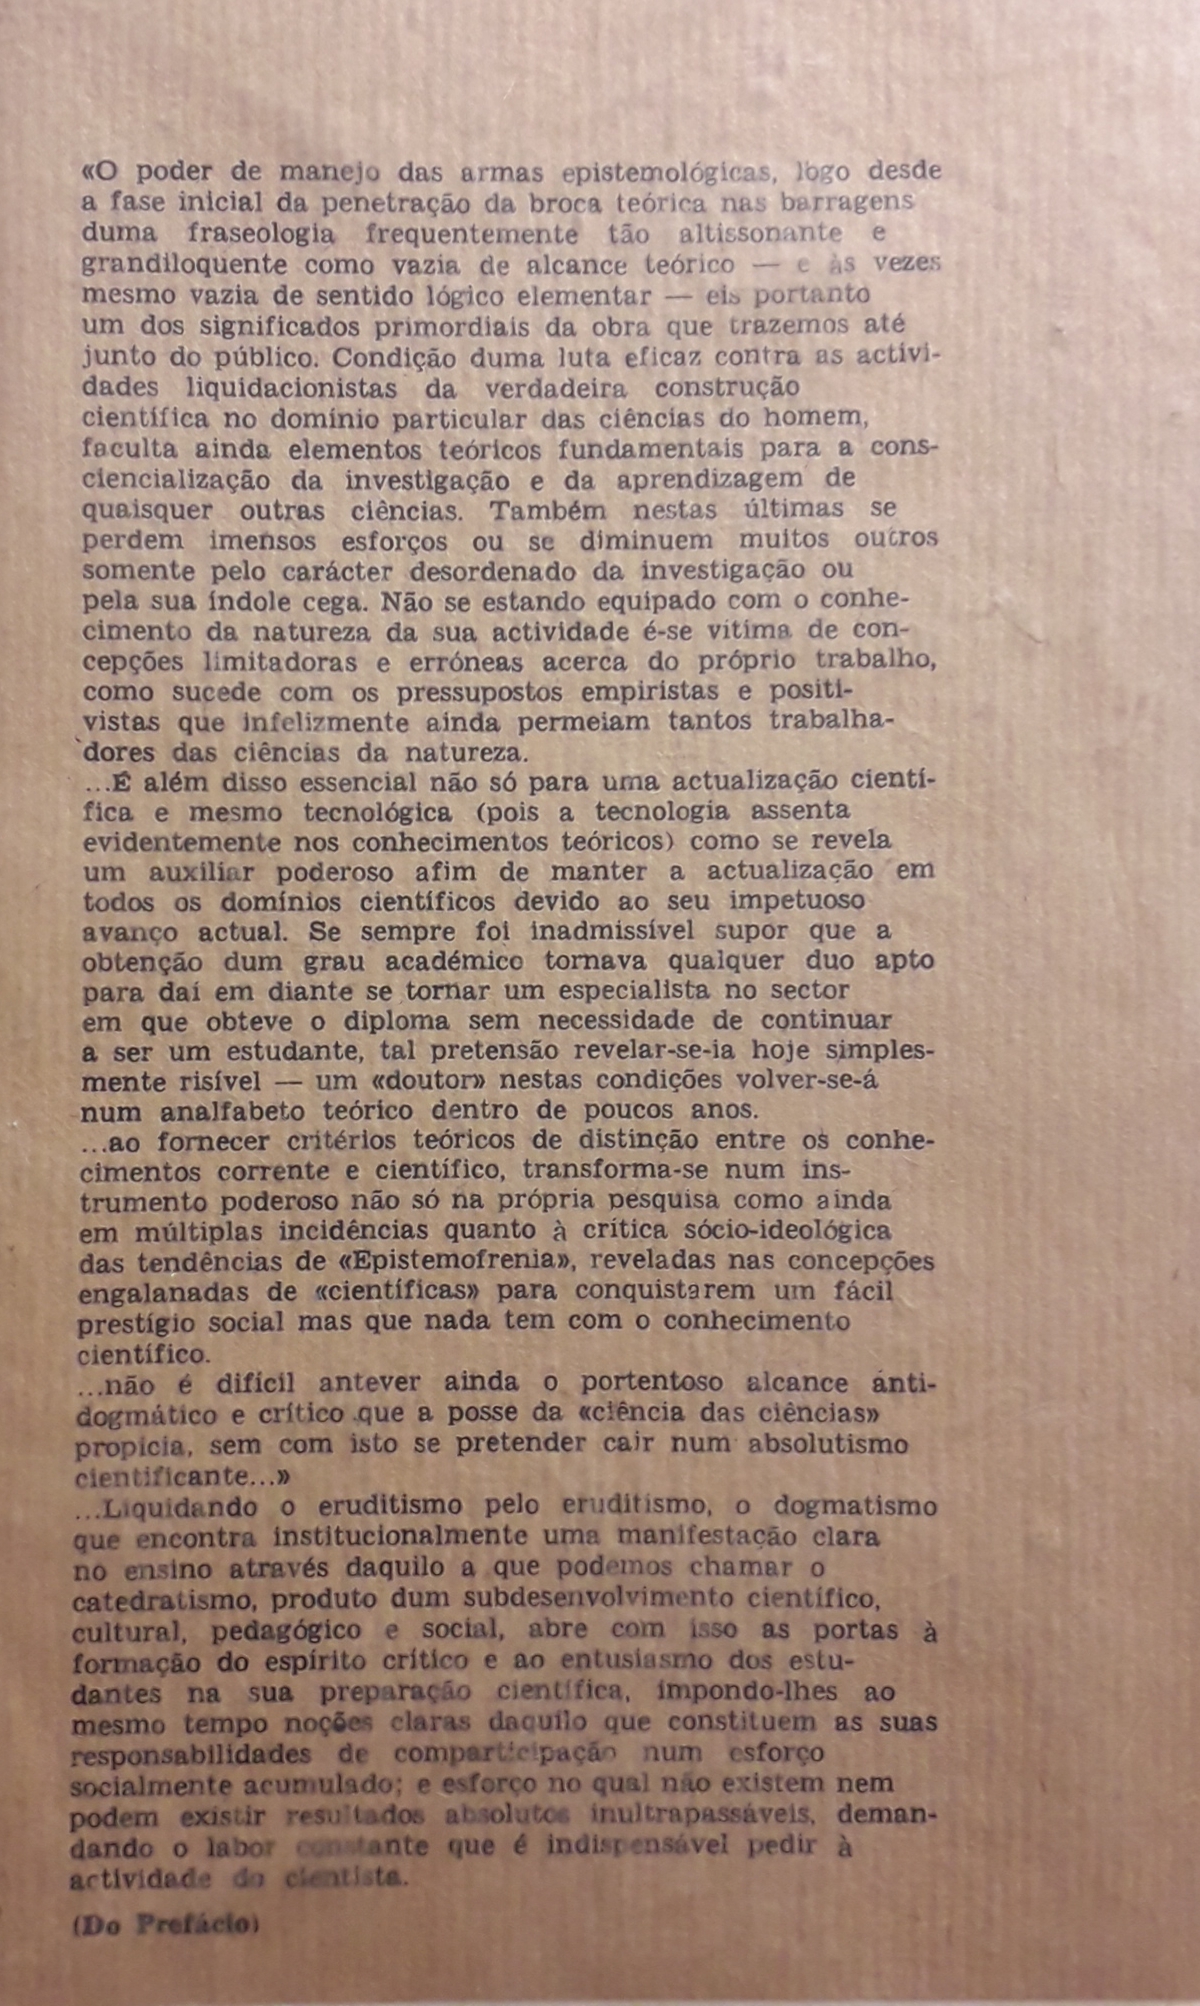 «O poder de manejo das armas epistemológicas, logo desde
a fase inicial da penetração da broca teórica nas barragens
duma fraseologia frequentemente tão altissonante e
grandiloquente como vazia de alcance teórico — e às vezes
mesmo vazia de sentido lógico elementar — eis portanto
um dos significados primordiais da obra que trazemos até
junto do público. Condição duma luta eficaz contra as activi-
dades liquidacionistas da verdadeira construção
científica no domínio particular das ciências do homem,
faculta ainda elementos teóricos fundamentais para a cons-
ciencialização da investigação e da aprendizagem de
quaisquer outras ciências. Também nestas últimas se
perdem imensos esforços ou se diminuem muitos outros
somente pelo carácter desordenado da investigação ou
pela sua índole cega. Não se estando equipado com o conhe-
cimento da natureza da sua actividade é-se vítima de con-
cepções limitadoras e erróneas acerca do próprio trabalho,
como sucede com os pressupostos empiristas e positi-
vistas que infelizmente ainda permeiam tantos trabalha-
dores das ciências da natureza.
...É além disso essencial não só para uma actualização cientí-
fica e mesmo tecnológica (pois a tecnologia assenta
evidentemente nos conhecimentos teóricos) como se revela
um auxiliar poderoso afim de manter a actualização em
todos os domínios científicos devido ao seu impetuoso
avanço actual. Se sempre foi inadmissível supor que a
obtenção dum grau académico tornava qualquer duo apto
para daí em diante se tornar um especialista no sector
em que obteve o diploma sem necessidade de continuar
a ser um estudante, tal pretensão revelar-se-ia hoje simples-
mente risível — um «doutor» nestas condições volver-se-á
num analfabeto teórico dentro de poucos anos.
...ao fornecer critérios teóricos de distinção entre os conhe-
cimentos corrente e científico, transforma-se num ins-
trumento poderoso não só na própria pesquisa como ainda
em múltiplas incidências quanto à crítica sócio-ideológica
das tendências de «Epistemofrenia», reveladas nas concepções
engalanadas de «científicas» para conquistarem um fácil
prestígio social mas que nada tem com o conhecimento
científico.
...não é difícil antever ainda o portentoso alcance anti-
dogmático e crítico que a posse da «ciência das ciências»
propicia, sem com isto se pretender cair num absolutismo
cientificante...»
...Liquidando o eruditismo pelo eruditismo, o dogmatismo
que encontra institucionalmente uma manifestação clara
no ensino através daquilo a que podemos chamar o
catedratismo, produto dum subdesenvolvimento científico,
cultural, pedagógico e social, abre com isso as portas à
formação do espírito crítico e ao entusiasmo dos estu-
dantes na sua preparação científica, impondo-lhes ao
mesmo tempo noções claras daquilo que constituem as suas
responsabilidades de comparticipação num esforço
socialmente acumulado; e esforço no qual não existem nem
podem existir resultados absolutos inultrapassáveis, deman-
dando o labor constante que é indispensável pedir à
actividade do cientista.
(Do Prefácio)